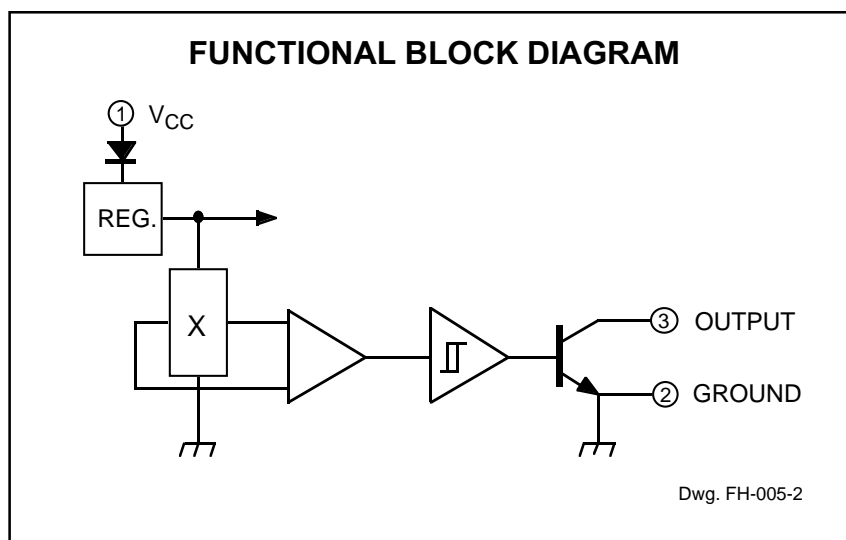 FUNCTIONAL BLOCK DIAGRAM
1 VCC
REG.
X
3 OUTPUT
2 GROUND
Dwg. FH-005-2